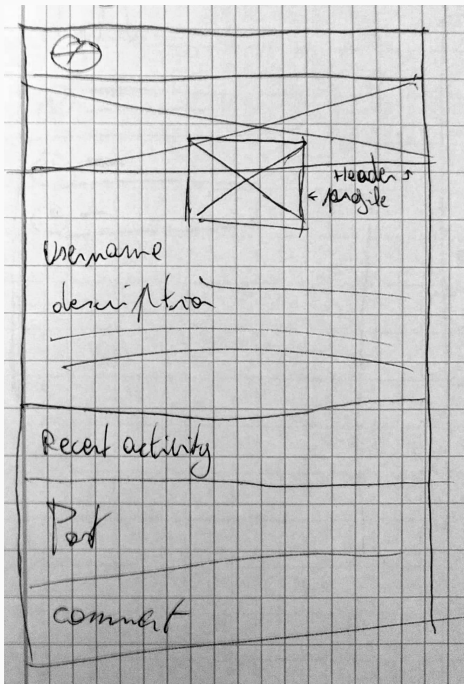 Header ↄ
← profile
Username
description
Recent activity
Post
comment